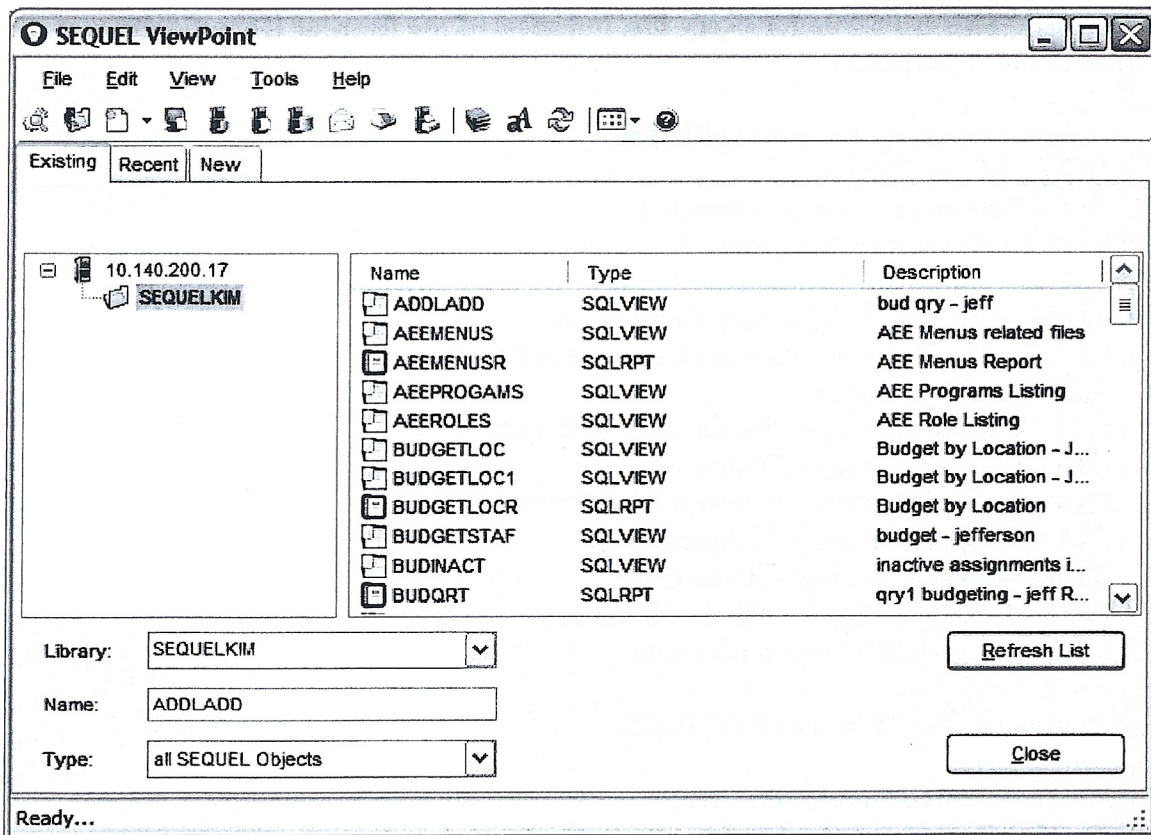 SEQUEL ViewPoint
File Edit View Tools Help
Existing Recent New
10.140.200.17
SEQUELKIM
Name Type Description
ADDLADD SQLVIEW bud qry - jeff
AEEMENUS SQLVIEW AEE Menus related files
AEEMENUSR SQLRPT AEE Menus Report
AEEPROGAMS SQLVIEW AEE Programs Listing
AEEROLES SQLVIEW AEE Role Listing
BUDGETLOC SQLVIEW Budget by Location - J...
BUDGETLOC1 SQLVIEW Budget by Location - J...
BUDGETLOCR SQLRPT Budget by Location
BUDGETSTAF SQLVIEW budget - jefferson
BUDINACT SQLVIEW inactive assignments i...
BUDQRT SQLRPT qry1 budgeting - jeff R...
Library: SEQUELKIM Refresh List
Name: ADDLADD
Type: all SEQUEL Objects Close
Ready...